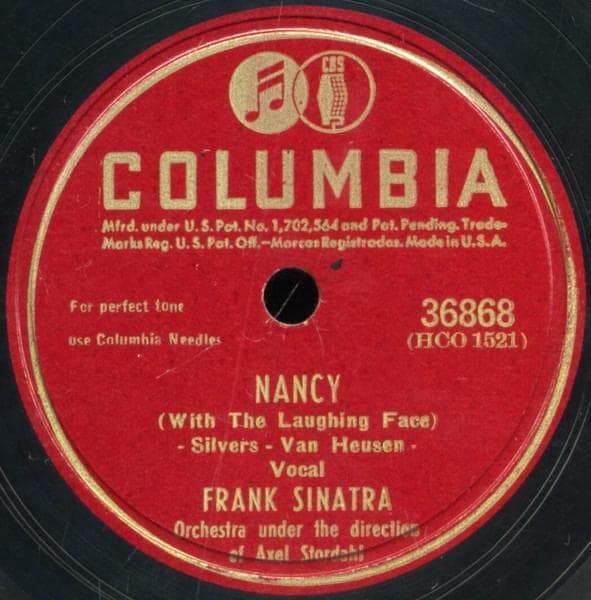 CBS
COLUMBIA
Mfrd. under U.S. Pat. No. 1,702,564 and Pat. Pending. Trade-
Marks Reg. U.S. Pat. Off.—Marcas Registradas. Made in U.S.A.
For perfect tone
use Columbia Needles
36868
(HCO 1521)
NANCY
(With The Laughing Face)
- Silvers - Van Heusen -
Vocal
FRANK SINATRA
Orchestra under the direction
of Axel Stordahl